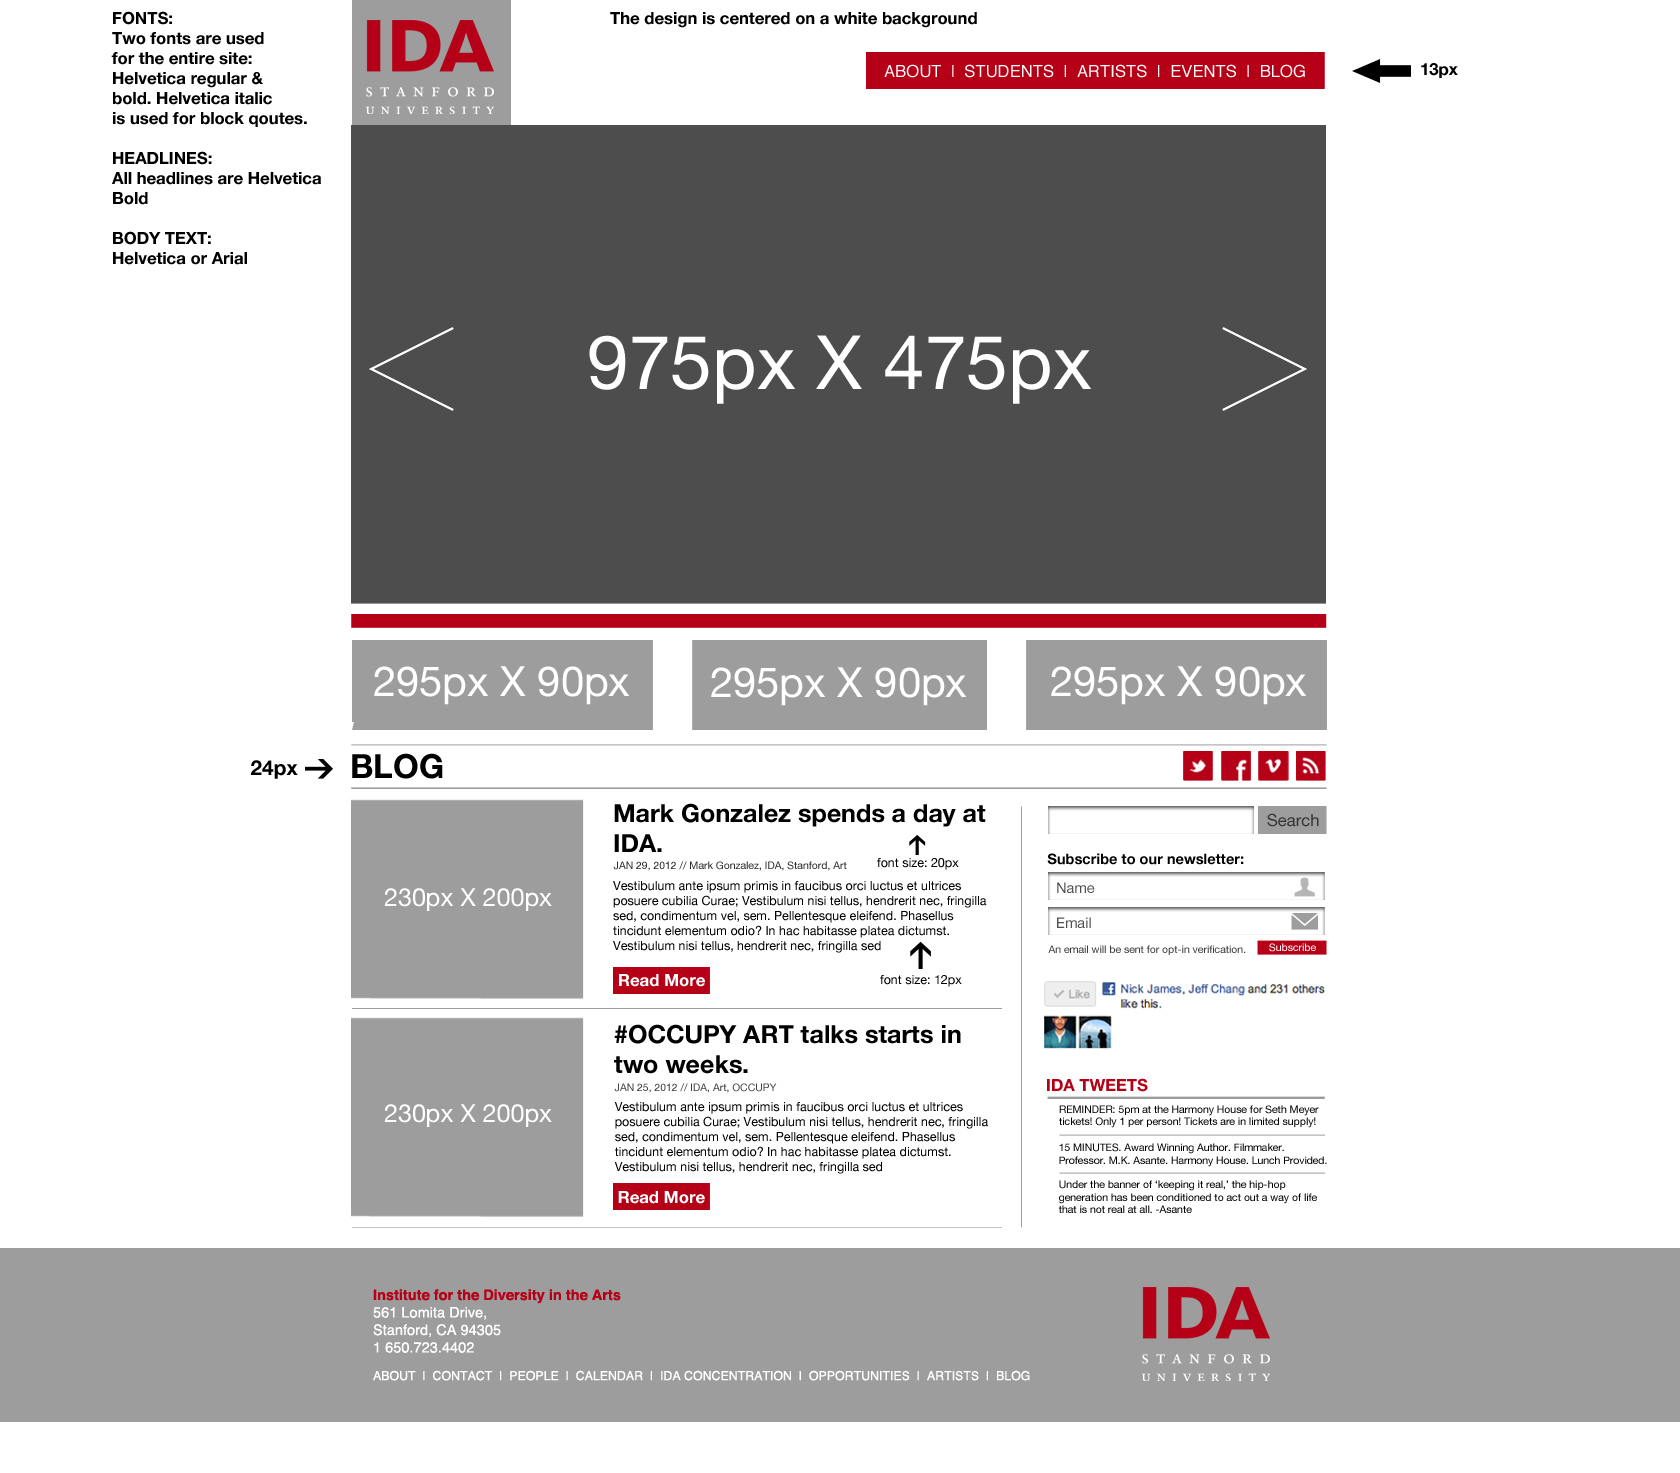 FONTS:
Two fonts are used
for the entire site:
Helvetica regular &
bold. Helvetica italic
is used for block qoutes.
HEADLINES:
All headlines are Helvetica
Bold
BODY TEXT:
Helvetica or Arial
IDA
STANFORD
UNIVERSITY
The design is centered on a white background
ABOUT | STUDENTS | ARTISTS | EVENTS | BLOG
13px
975px X 475px
295px X 90px
295px X 90px
295px X 90px
24px
BLOG
230px X 200px
Mark Gonzalez spends a day at
IDA.
font size: 20px
JAN 29, 2012 // Mark Gonzalez, IDA, Stanford, Art
Vestibulum ante ipsum primis in faucibus orci luctus et ultrices
posuere cubilia Curae; Vestibulum nisi tellus, hendrerit nec, fringilla
sed, condimentum vel, sem. Pellentesque eleifend. Phasellus
tincidunt elementum odio? In hac habitasse platea dictumst.
Vestibulum nisi tellus, hendrerit nec, fringilla sed
font size: 12px
Read More
230px X 200px
#OCCUPY ART talks starts in
two weeks.
JAN 25, 2012 // IDA, Art, OCCUPY
Vestibulum ante ipsum primis in faucibus orci luctus et ultrices
posuere cubilia Curae; Vestibulum nisi tellus, hendrerit nec, fringilla
sed, condimentum vel, sem. Pellentesque eleifend. Phasellus
tincidunt elementum odio? In hac habitasse platea dictumst.
Vestibulum nisi tellus, hendrerit nec, fringilla sed
Read More
Search
Subscribe to our newsletter:
Name
Email
An email will be sent for opt-in verification.
Subscribe
Like
Nick James, Jeff Chang and 231 others
like this.
IDA TWEETS
REMINDER: 5pm at the Harmony House for Seth Meyer
tickets! Only 1 per person! Tickets are in limited supply!
15 MINUTES. Award Winning Author. Filmmaker.
Professor. M.K. Asante. Harmony House. Lunch Provided.
Under the banner of ‘keeping it real,’ the hip-hop
generation has been conditioned to act out a way of life
that is not real at all. -Asante
Institute for the Diversity in the Arts
561 Lomita Drive,
Stanford, CA 94305
1 650.723.4402
ABOUT | CONTACT | PEOPLE | CALENDAR | IDA CONCENTRATION | OPPORTUNITIES | ARTISTS | BLOG
IDA
STANFORD
UNIVERSITY